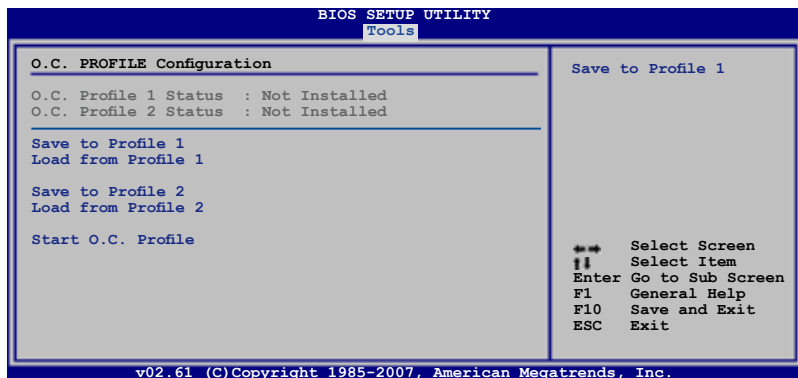 BIOS SETUP UTILITY
Tools
O.C. PROFILE Configuration
O.C. Profile 1 Status : Not Installed
O.C. Profile 2 Status : Not Installed
Save to Profile 1
Load from Profile 1
Save to Profile 2
Load from Profile 2
Start O.C. Profile
Save to Profile 1
Select Screen
Select Item
Enter Go to Sub Screen
F1 General Help
F10 Save and Exit
ESC Exit
v02.61 (C)Copyright 1985-2007, American Megatrends, Inc.